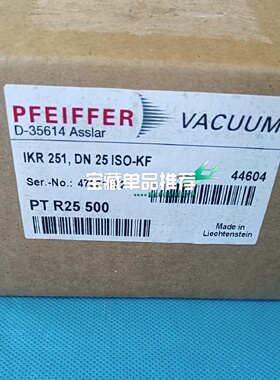 PFEIFFER VACUUM
D-35614 Asslar
IKR 251, DN 25 ISO-KF
44604
Ser.-No.:
宝藏单品推荐
PT R25 500
Made in
Liechtenstein